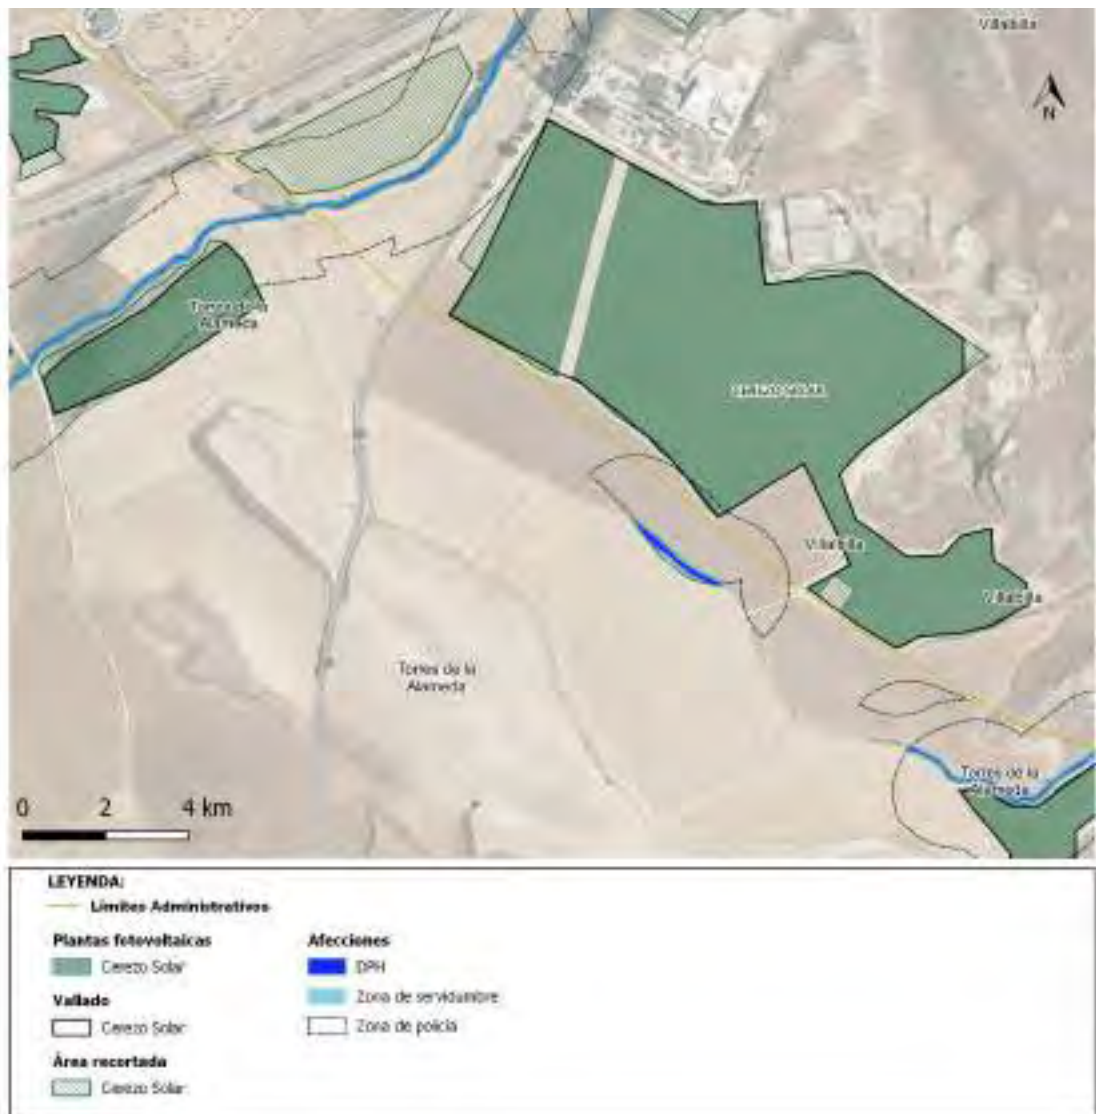 Villalbilla
N
Torres de la
Alameda
CEREZO SOLAR
Villalbilla
Villalbilla
Torres de la
Alameda
Torres de la
Alameda
0 2 4 km
LEYENDA:
Límites Administrativos
Plantas fotovoltaicas
Cerezo Solar
Vallado
Cerezo Solar
Área recortada
Cerezo Solar
Afecciones
DPH
Zona de servidumbre
Zona de policía